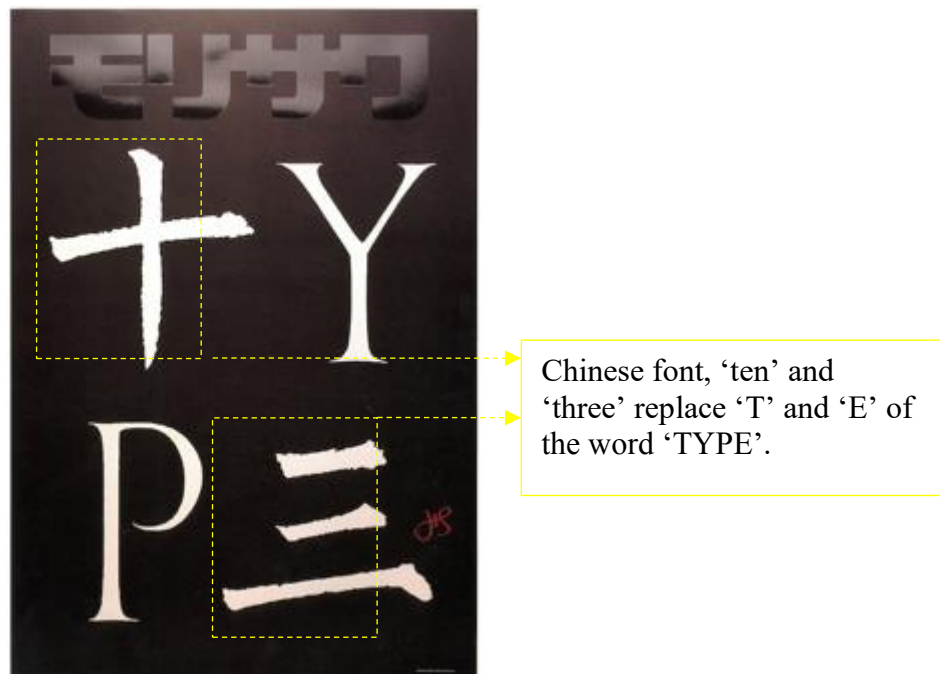 モリサワ
十Y
P三
Chinese font, ‘ten’ and
‘three’ replace ‘T’ and ‘E’ of
the word ‘TYPE’.